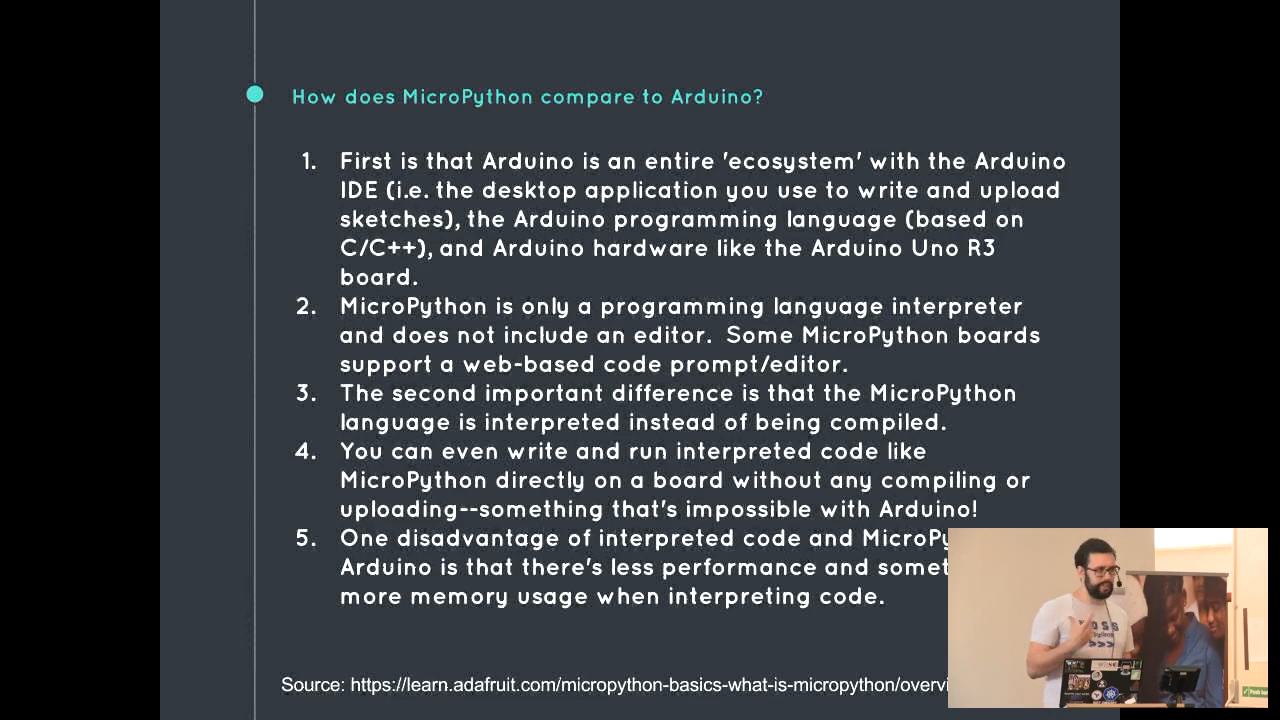 How does MicroPython compare to Arduino?
1. First is that Arduino is an entire 'ecosystem' with the Arduino
IDE (i.e. the desktop application you use to write and upload
sketches), the Arduino programming language (based on
C/C++), and Arduino hardware like the Arduino Uno R3
board.
2. MicroPython is only a programming language interpreter
and does not include an editor.  Some MicroPython boards
support a web-based code prompt/editor.
3. The second important difference is that the MicroPython
language is interpreted instead of being compiled.
4. You can even write and run interpreted code like
MicroPython directly on a board without any compiling or
uploading--something that's impossible with Arduino!
5. One disadvantage of interpreted code and
Arduino is that there's less performance and
more memory usage when interpreting code.
Source: https://learn.adafruit.com/micropython-basics-what-is-micropython/overvi